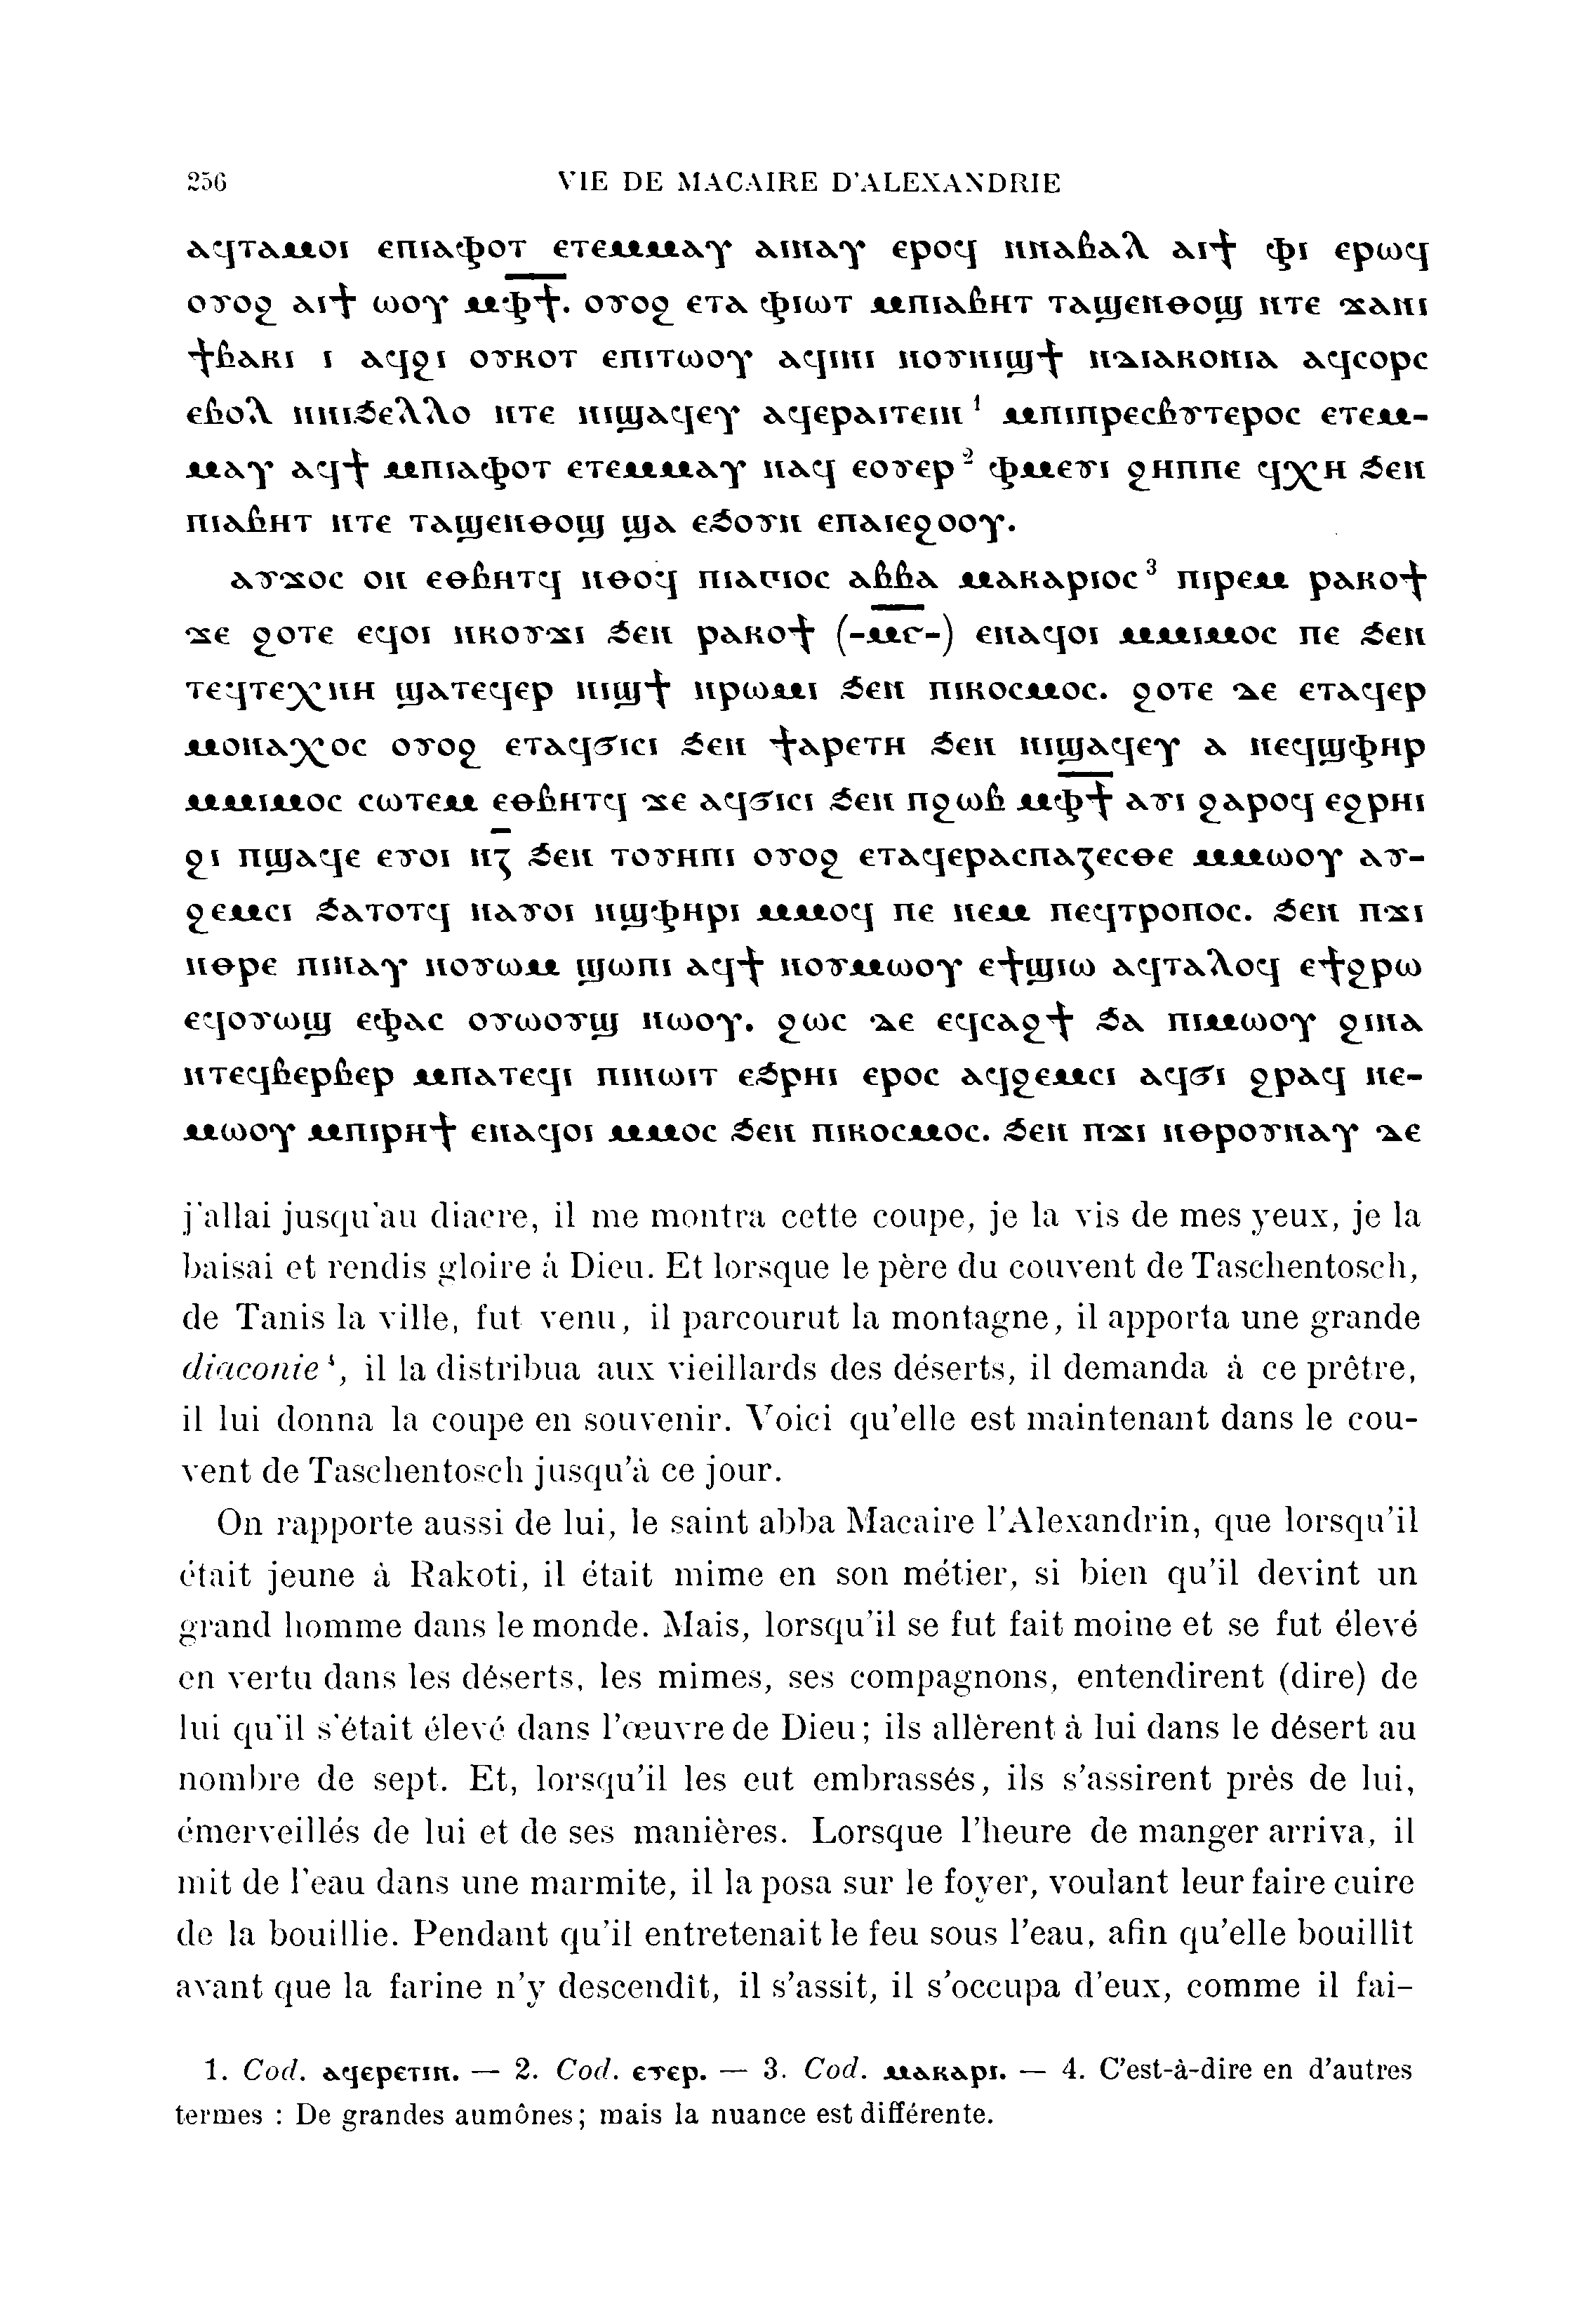 256 VIE DE MACAIRE D'ALEXANDRIE
ⲁϥⲧⲁⲙⲟⲓ ⲉⲡⲓⲁⲫⲟⲧ ⲉⲧⲉⲙⲙⲁⲩ ⲁⲓⲛⲁⲩ ⲉⲣⲟϥ ⲛⲛⲁⲃⲁⲗ ⲁⲓϯ ⲫⲓ ⲉⲣⲱϥ
ⲟⲩⲟϩ ⲁⲓϯ ⲱⲟⲩ ⲙ̅ⲫ̅ϯ̅. ⲟⲩⲟϩ ⲉⲧⲁ ⲫⲓⲱⲧ ⲙⲡⲓⲁⲃⲏⲧ ⲧⲁϣⲉⲛⲑⲟϣ ⲛⲧⲉ ϫⲁⲛⲓ
ϯⲃⲁⲕⲓ ⲓ ⲁϥϩⲓ ⲟⲩⲕⲟⲧ ⲉⲡⲓⲧⲱⲟⲩ ⲁϥⲓⲛⲓ ⲛⲟⲩⲛⲓϣϯ ⲛⲇⲓⲁⲕⲟⲛⲓⲁ ⲁϥⲥⲟⲣⲥ
ⲉⲃⲟⲗ ⲛⲛⲓϧⲉⲗⲗⲟ ⲛⲧⲉ ⲛⲓϣⲁϥⲉⲩ ⲁϥⲉⲣⲁⲓⲧⲉⲓⲛ¹ ⲙⲡⲓⲡⲣⲉⲥⲃⲩⲧⲉⲣⲟⲥ ⲉⲧⲉⲙ-
ⲙⲁⲩ ⲁϥϯ ⲙⲡⲓⲁⲫⲟⲧ ⲉⲧⲉⲙⲙⲁⲩ ⲛⲁϥ ⲉⲟⲩⲉⲣ² ⲫⲙⲉⲩⲓ ϩⲏⲡⲡⲉ ϥⲭⲏ ϧⲉⲛ
ⲡⲓⲁⲃⲏⲧ ⲛⲧⲉ ⲧⲁϣⲉⲛⲑⲟϣ ϣⲁ ⲉϧⲟⲩⲛ ⲉⲡⲁⲓⲉϩⲟⲟⲩ.
ⲁⲩϫⲟⲥ ⲟⲛ ⲉⲑⲃⲏⲧϥ ⲛⲑⲟϥ ⲡⲓⲁⲅⲓⲟⲥ ⲁⲃⲃⲁ ⲙⲁⲕⲁⲣⲓⲟⲥ³ ⲡⲓⲣⲉⲙ ⲣⲁⲕⲟϯ
ϫⲉ ϩⲟⲧⲉ ⲉϥⲟⲓ ⲛⲕⲟⲩϫⲓ ϧⲉⲛ ⲣⲁⲕⲟϯ (-ⲙ̅ⲅ̅-) ⲉⲛⲁϥⲟⲓ ⲙⲙⲓⲙⲟⲥ ⲡⲉ ϧⲉⲛ
ⲧⲉϥⲧⲉⲭⲛⲏ ϣⲁⲧⲉϥⲉⲣ ⲛⲓϣϯ ⲛⲣⲱⲙⲓ ϧⲉⲛ ⲡⲓⲕⲟⲥⲙⲟⲥ. ϩⲟⲧⲉ ⲇⲉ ⲉⲧⲁϥⲉⲣ
ⲙⲟⲛⲁⲭⲟⲥ ⲟⲩⲟϩ ⲉⲧⲁϥϭⲓⲥⲓ ϧⲉⲛ ϯⲁⲣⲉⲧⲏ ϧⲉⲛ ⲛⲓϣⲁϥⲉⲩ ⲁ ⲛⲉϥϣⲫⲏⲣ
ⲙⲙⲓⲙⲟⲥ ⲥⲱⲧⲉⲙ ⲉⲑⲃⲏⲧϥ ϫⲉ ⲁϥϭⲓⲥⲓ ϧⲉⲛ ⲡϩⲱⲃ ⲙⲫ̅ϯ̅ ⲁⲩⲓ ϩⲁⲣⲟϥ ⲉϩⲣⲏⲓ
ϩⲓ ⲡϣⲁϥⲉ ⲉⲩⲟⲓ ⲛ̅ⲍ ϧⲉⲛ ⲧⲟⲩⲏⲡⲓ ⲟⲩⲟϩ ⲉⲧⲁϥⲉⲣⲁⲥⲡⲁⲍⲉⲥⲑⲉ ⲙⲙⲱⲟⲩ ⲁⲩ-
ϩⲉⲙⲥⲓ ϧⲁⲧⲟⲧϥ ⲛⲁⲩⲟⲓ ⲛϣⲫⲏⲣⲓ ⲙⲙⲟϥ ⲡⲉ ⲛⲉⲙ ⲡⲉϥⲧⲣⲟⲡⲟⲥ. ϧⲉⲛ ⲡϫⲓ
ⲛⲑⲣⲉ ⲡⲓⲛⲁⲩ ⲛⲟⲩⲱⲙ ϣⲱⲡⲓ ⲁϥϯ ⲛⲟⲩⲙⲱⲟⲩ ⲉϯϣⲓⲱ ⲁϥⲧⲁⲗⲟϥ ⲉϯϩⲣⲱ
ⲉϥⲟⲩⲱϣ ⲉⲫⲁⲥ ⲟⲩⲱⲟⲩϣ ⲛⲱⲟⲩ. ϩⲱⲥ ⲇⲉ ⲉϥⲥⲁϩϯ ϧⲁ ⲡⲓⲙⲱⲟⲩ ϩⲓⲛⲁ
ⲛⲧⲉϥⲃⲉⲣⲃⲉⲣ ⲙⲡⲁⲧⲉϥⲓ ⲡⲓⲛⲱⲓⲧ ⲉϧⲣⲏⲓ ⲉⲣⲟⲥ ⲁϥϩⲉⲙⲥⲓ ⲁϥϭⲓ ϩⲣⲁϥ ⲛⲉ-
ⲙⲱⲟⲩ ⲙⲡⲓⲣⲏϯ ⲉⲛⲁϥⲟⲓ ⲙⲙⲟⲥ ϧⲉⲛ ⲡⲓⲕⲟⲥⲙⲟⲥ. ϧⲉⲛ ⲡϫⲓ ⲛⲑⲣⲟⲩⲛⲁⲩ ⲇⲉ
j'allai jusqu'au diacre, il me montra cette coupe, je la vis de mes yeux, je la
baisai et rendis gloire à Dieu. Et lorsque le père du couvent de Taschentosch,
de Tanis la ville, fut venu, il parcourut la montagne, il apporta une grande
diaconie⁴, il la distribua aux vieillards des déserts, il demanda à ce prêtre,
il lui donna la coupe en souvenir. Voici qu'elle est maintenant dans le cou-
vent de Taschentosch jusqu'à ce jour.
On rapporte aussi de lui, le saint abba Macaire l'Alexandrin, que lorsqu'il
était jeune à Rakoti, il était mime en son métier, si bien qu'il devint un
grand homme dans le monde. Mais, lorsqu'il se fut fait moine et se fut élevé
en vertu dans les déserts, les mimes, ses compagnons, entendirent (dire) de
lui qu'il s'était élevé dans l'œuvre de Dieu; ils allèrent à lui dans le désert au
nombre de sept. Et, lorsqu'il les eut embrassés, ils s'assirent près de lui,
émerveillés de lui et de ses manières. Lorsque l'heure de manger arriva, il
mit de l'eau dans une marmite, il la posa sur le foyer, voulant leur faire cuire
de la bouillie. Pendant qu'il entretenait le feu sous l'eau, afin qu'elle bouillît
avant que la farine n'y descendît, il s'assit, il s'occupa d'eux, comme il fai-
1. Cod. ⲁϥⲉⲣⲉⲧⲓⲛ. — 2. Cod. ⲉⲩⲉⲣ. — 3. Cod. ⲙⲁⲕⲁⲣⲓ. — 4. C'est-à-dire en d'autres
termes : De grandes aumônes; mais la nuance est différente.